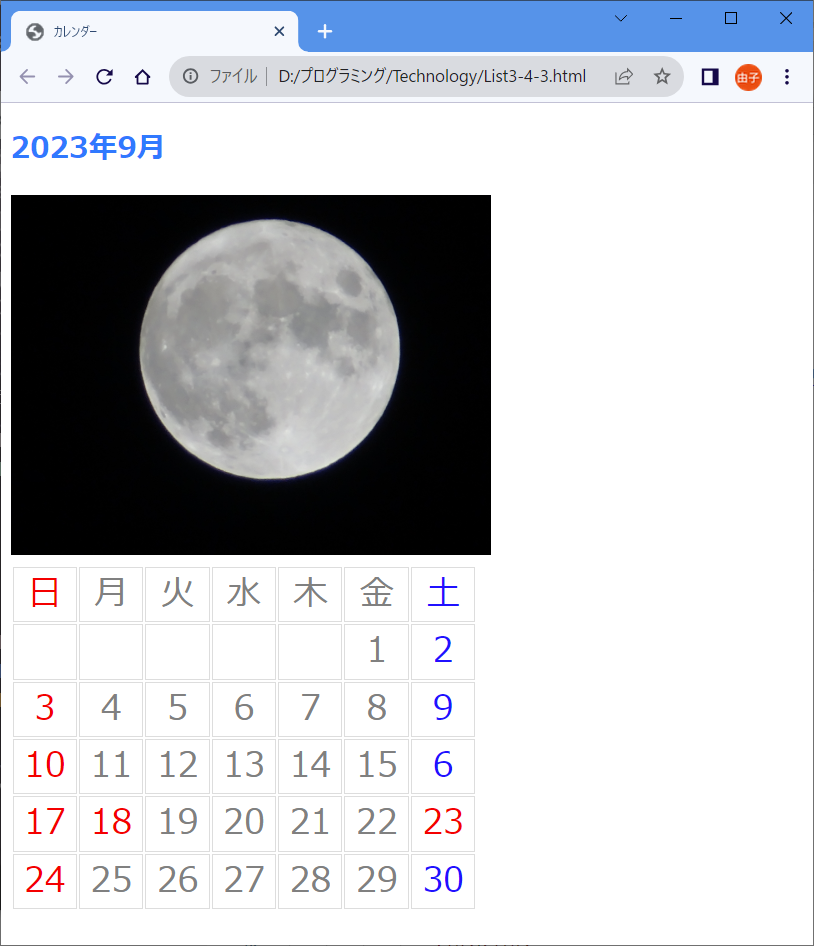 カレンダー
ファイル D:/プログラミング/Technology/List3-4-3.html
由子
2023年9月
日 月 火 水 木 金 土
1 2
3 4 5 6 7 8 9
10 11 12 13 14 15 6
17 18 19 20 21 22 23
24 25 26 27 28 29 30